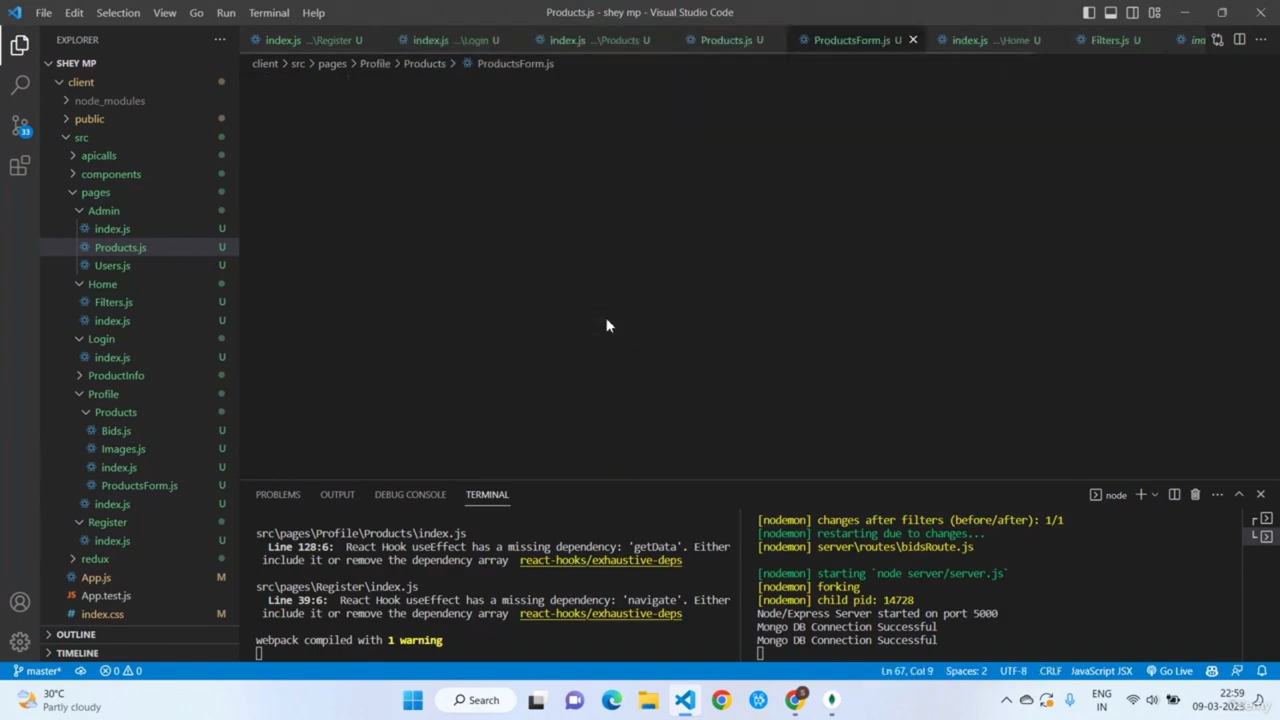 File Edit Selection View Go Run Terminal Help
Products.js - shey mp - Visual Studio Code
EXPLORER
index.js ...\Register U
index.js ...\Login U
index.js ...\Products U
Products.js U
ProductsForm.js U
index.js ...\Home U
Filters.js U
client > src > pages > Profile > Products > ProductsForm.js
SHEY MP
client
node_modules
public
src
apicalls
components
pages
Admin
index.js U
Products.js U
Users.js U
Home
Filters.js U
index.js U
Login
index.js U
ProductInfo
Profile
Products
Bids.js U
Images.js U
index.js U
ProductsForm.js U
index.js U
Register
index.js U
redux
App.js M
App.test.js
index.css M
OUTLINE
TIMELINE
33
PROBLEMS OUTPUT DEBUG CONSOLE TERMINAL
node
src\pages\Profile\Products\index.js
Line 128:6: React Hook useEffect has a missing dependency: 'getData'. Either
include it or remove the dependency array react-hooks/exhaustive-deps
src\pages\Register\index.js
Line 39:6: React Hook useEffect has a missing dependency: 'navigate'. Either
include it or remove the dependency array react-hooks/exhaustive-deps
webpack compiled with 1 warning
[nodemon] changes after filters (before/after): 1/1
[nodemon] restarting due to changes...
[nodemon] server\routes\bidsRoute.js
[nodemon] starting `node server/server.js`
[nodemon] forking
[nodemon] child pid: 14728
Node/Express Server started on port 5000
Mongo DB Connection Successful
Mongo DB Connection Successful
master* 0 0
Ln 67, Col 9 Spaces: 2 UTF-8 CRLF JavaScript JSX Go Live
30°C
Partly cloudy
Search
S
ENG
IN
22:59
09-03-2023